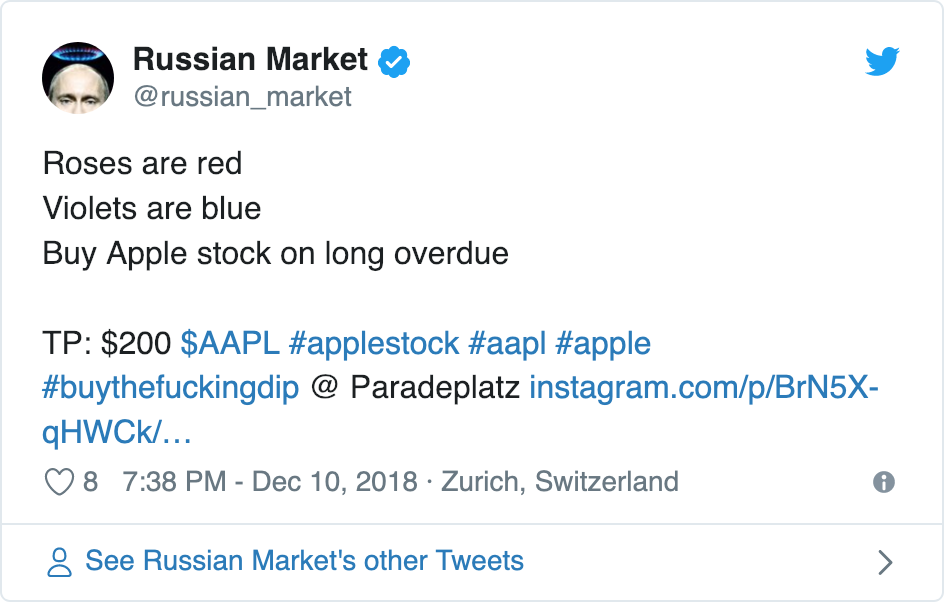 Russian Market
@russian_market
Roses are red
Violets are blue
Buy Apple stock on long overdue
TP: $200 $AAPL #applestock #aapl #apple
#buythefuckingdip @ Paradeplatz instagram.com/p/BrN5X-
qHWCk/…
8 7:38 PM - Dec 10, 2018 · Zurich, Switzerland
See Russian Market's other Tweets